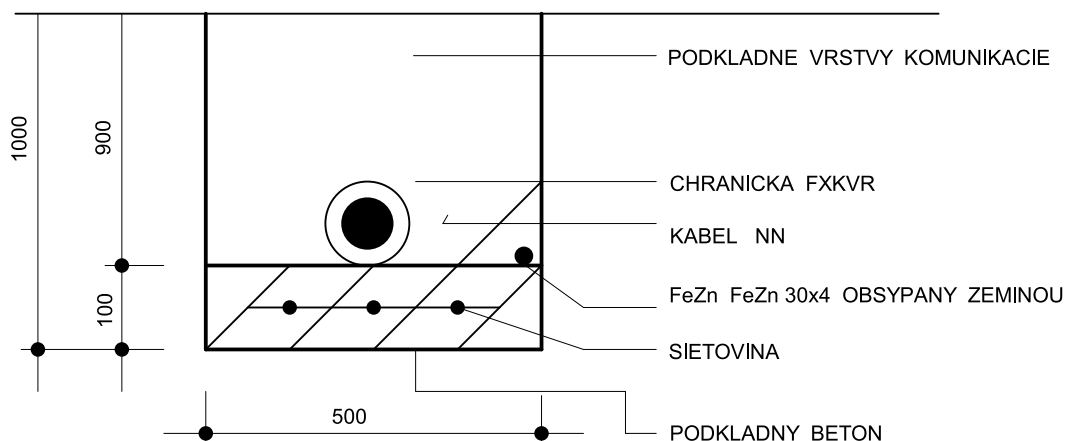 PODKLADNE VRSTVY KOMUNIKACIE
1000
900
CHRANICKA FXKVR
KABEL NN
FeZn FeZn 30x4 OBSYPANY ZEMINOU
100
SIETOVINA
500
PODKLADNY BETON